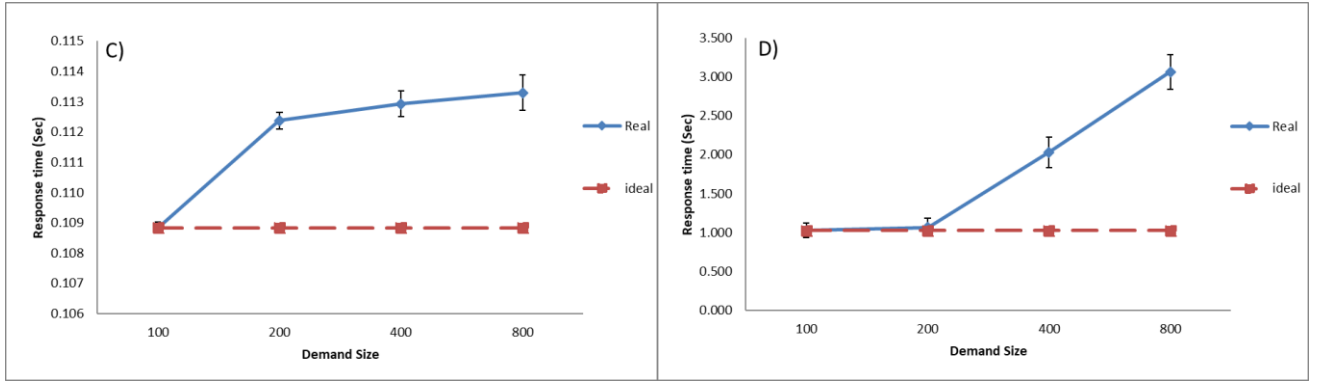 C)
0.115
0.114
0.113
0.112
0.111
0.110
0.109
0.108
0.107
0.106
Response time (Sec)
100 200 400 800
Demand Size
Real
ideal
D)
3.500
3.000
2.500
2.000
1.500
1.000
0.500
0.000
Response time (Sec)
100 200 400 800
Demand Size
Real
ideal